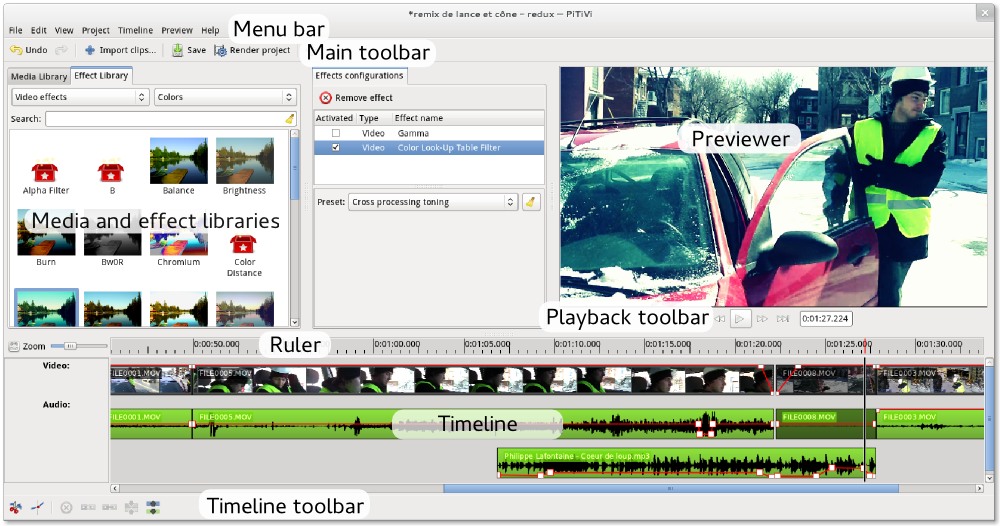 *remix de lance et cône - redux — PiTiVi
File Edit View Project Timeline Preview Help
Menu bar
Undo Import clips... Save Render project
Main toolbar
Media Library Effect Library
Effects configurations
Video effects Colors
Remove effect
Search:
Activated Type Effect name
Video Gamma
Video Color Look-Up Table Filter
Previewer
Alpha Filter B Balance Brightness
Preset: Cross processing toning
Media and effect libraries
Burn BwOR Chromium Color Distance
Playback toolbar
0:01:27.224
Ruler
Zoom
0:00:50.000 0:01:00.000 0:01:05.000 0:01:10.000 0:01:15.000 0:01:20.000 0:01:25.000 0:01:30.000
Video:
FILE0001.MOV FILE0005.MOV FILE0008.MOV FILE0003.MOV
Audio:
FILE0001.MOV FILE0005.MOV FILE0008.MOV FILE0003.MOV
Timeline
Philippe Lafontaine - Coeur de loup.mp3
Timeline toolbar